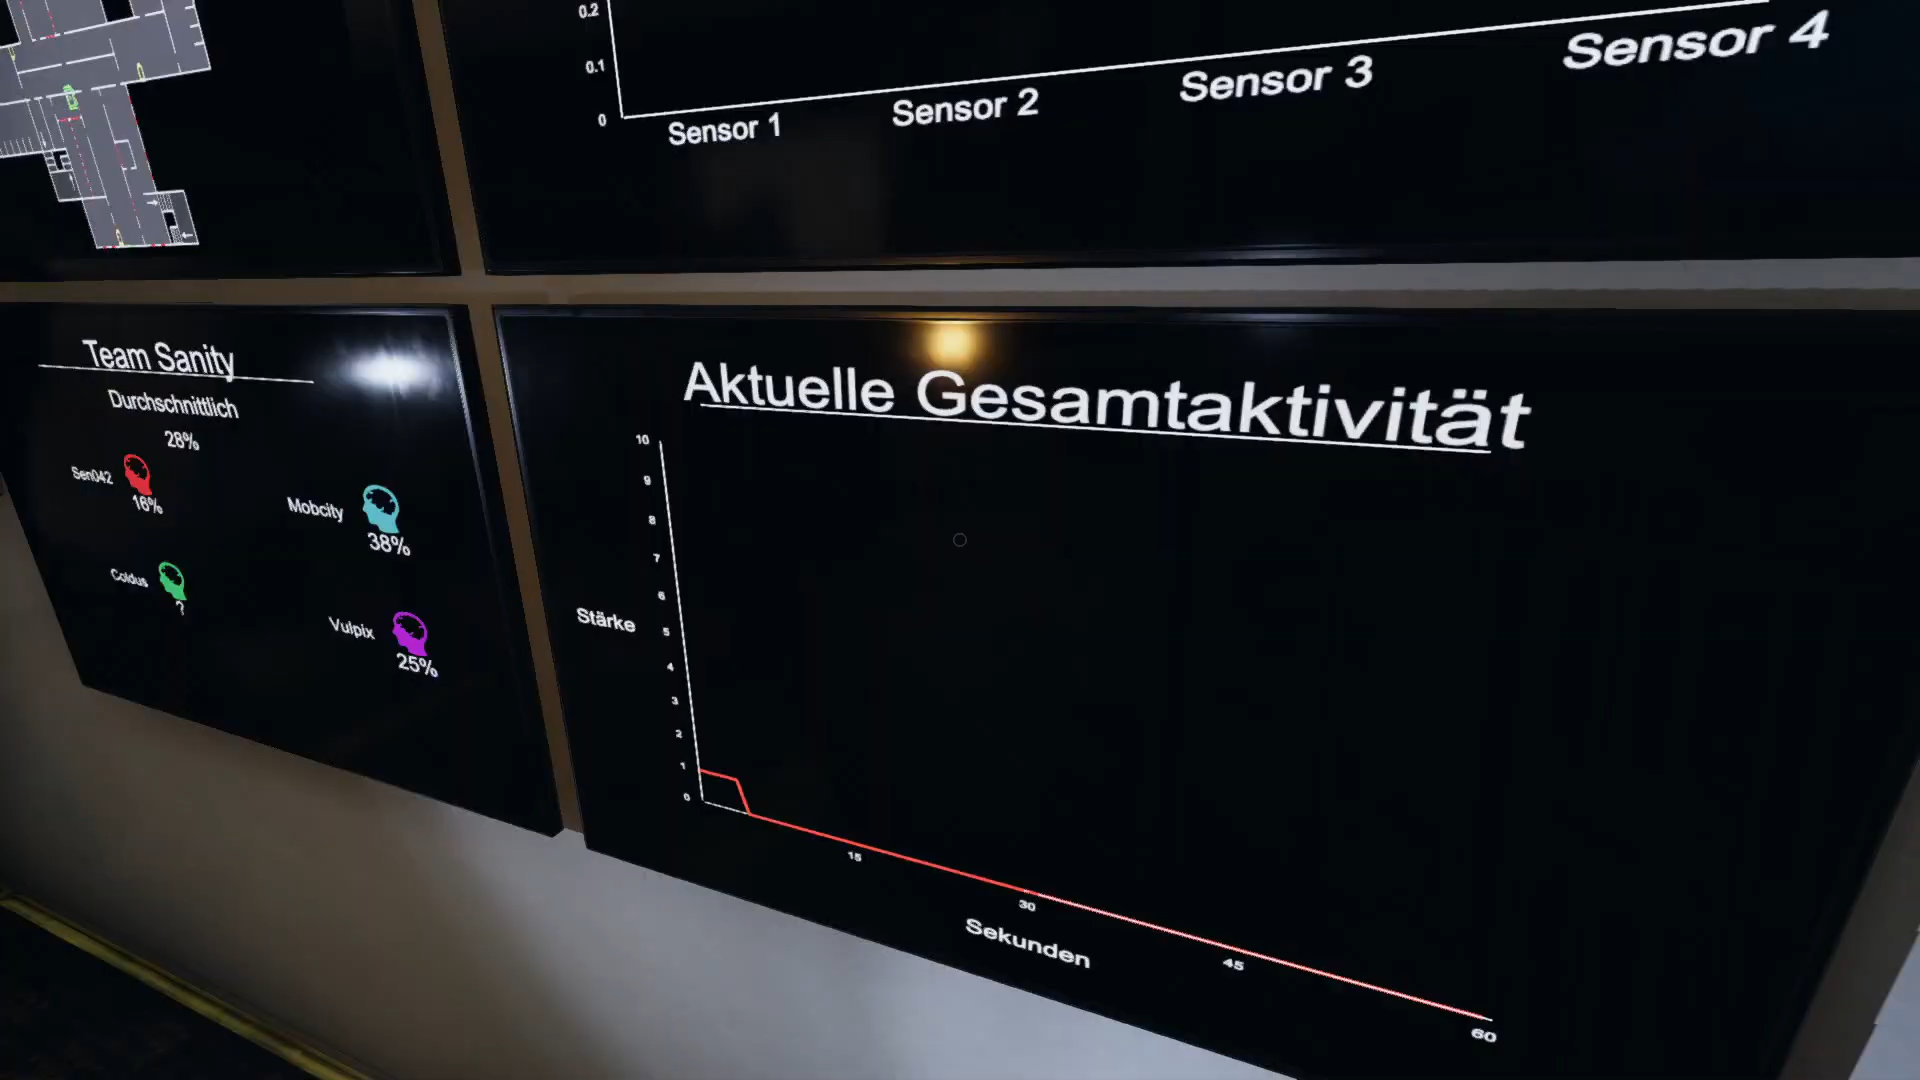 0.2
0.1
0
Sensor 1
Sensor 2
Sensor 3
Sensor 4
Team Sanity
Durchschnittlich
28%
Sen042
16%
Mobcity
38%
Coldus
?
Vulpix
25%
Aktuelle Gesamtaktivität
10
9
8
7
6
5
4
3
2
1
0
Stärke
15
30
45
60
Sekunden